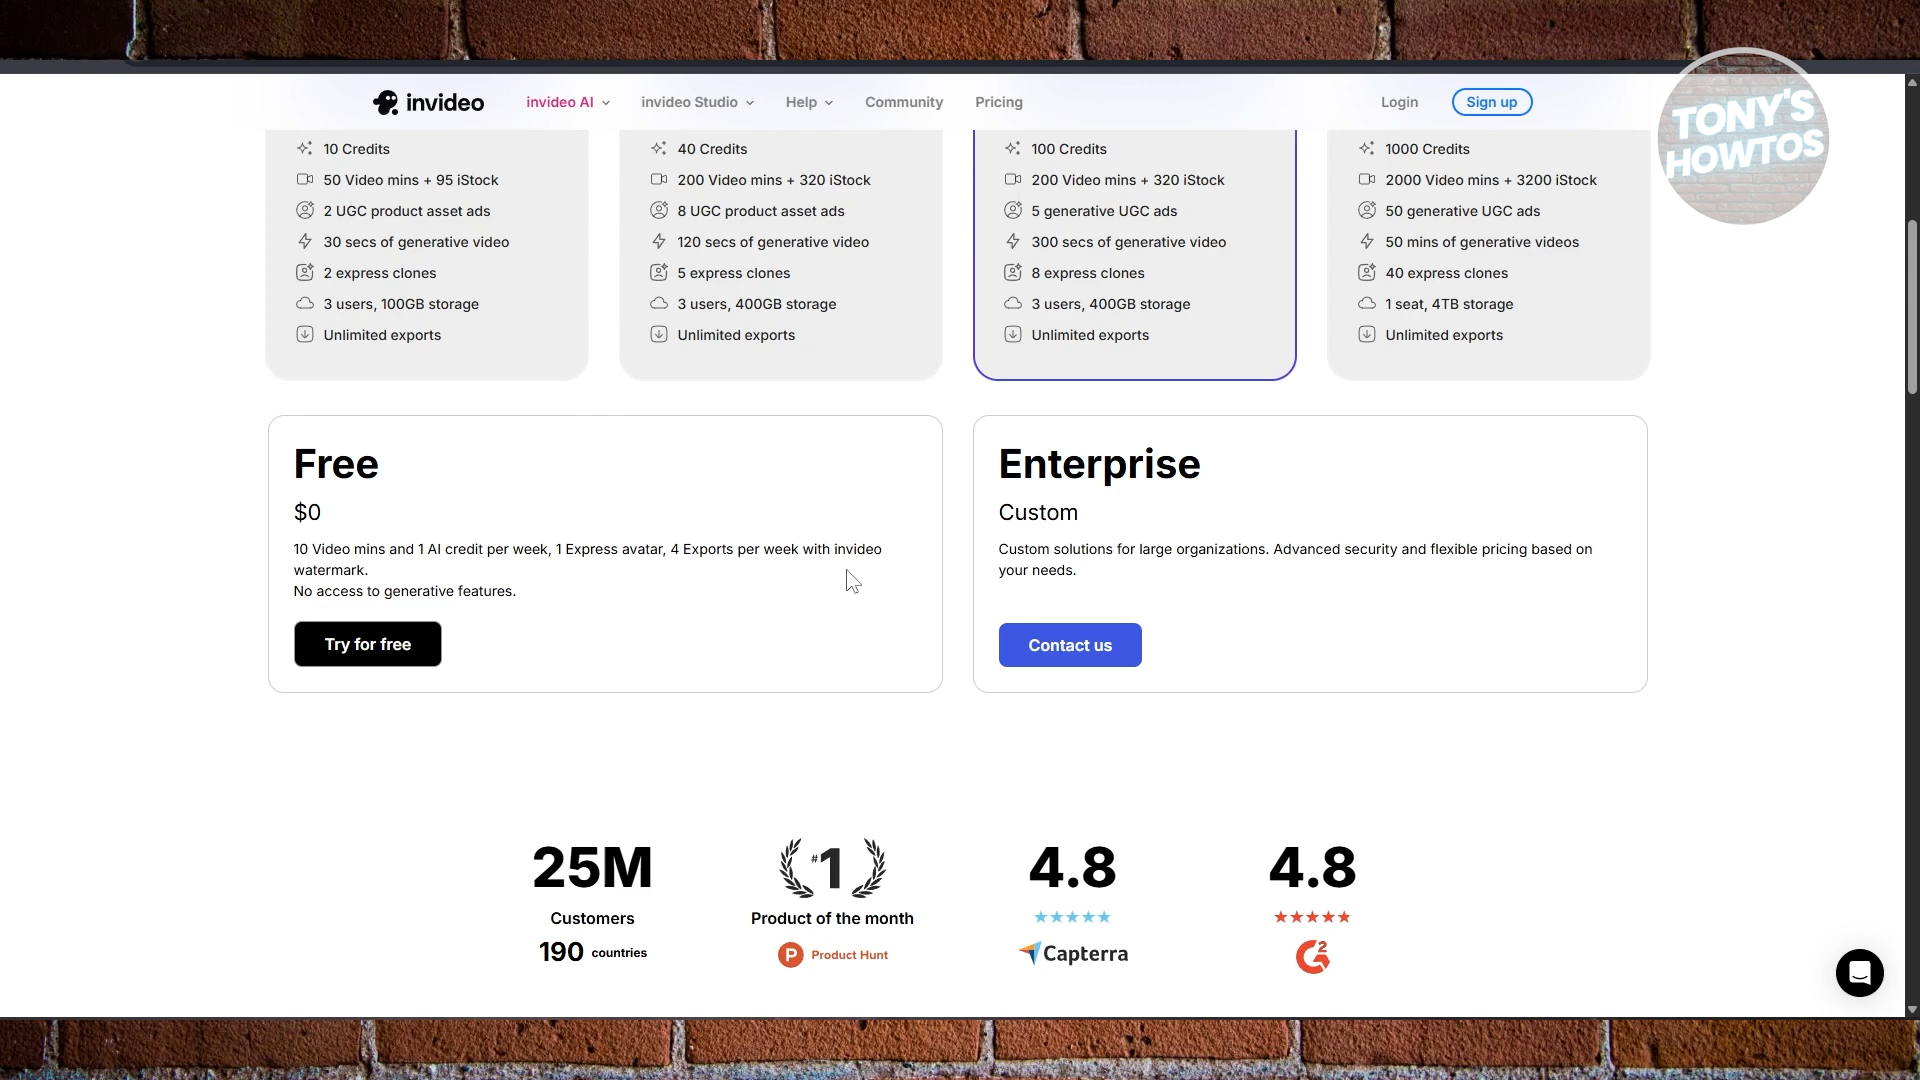 invideo
invideo AI
invideo Studio
Help
Community
Pricing
Login
Sign up
TONY'S
HOWTOS
10 Credits
50 Video mins + 95 iStock
2 UGC product asset ads
30 secs of generative video
2 express clones
3 users, 100GB storage
Unlimited exports
40 Credits
200 Video mins + 320 iStock
8 UGC product asset ads
120 secs of generative video
5 express clones
3 users, 400GB storage
Unlimited exports
100 Credits
200 Video mins + 320 iStock
5 generative UGC ads
300 secs of generative video
8 express clones
3 users, 400GB storage
Unlimited exports
1000 Credits
2000 Video mins + 3200 iStock
50 generative UGC ads
50 mins of generative videos
40 express clones
1 seat, 4TB storage
Unlimited exports
Free
$0
10 Video mins and 1 AI credit per week, 1 Express avatar, 4 Exports per week with invideo
watermark.
No access to generative features.
Try for free
Enterprise
Custom
Custom solutions for large organizations. Advanced security and flexible pricing based on
your needs.
Contact us
25M
Customers
190 countries
#1
Product of the month
P Product Hunt
4.8
Capterra
4.8
G2